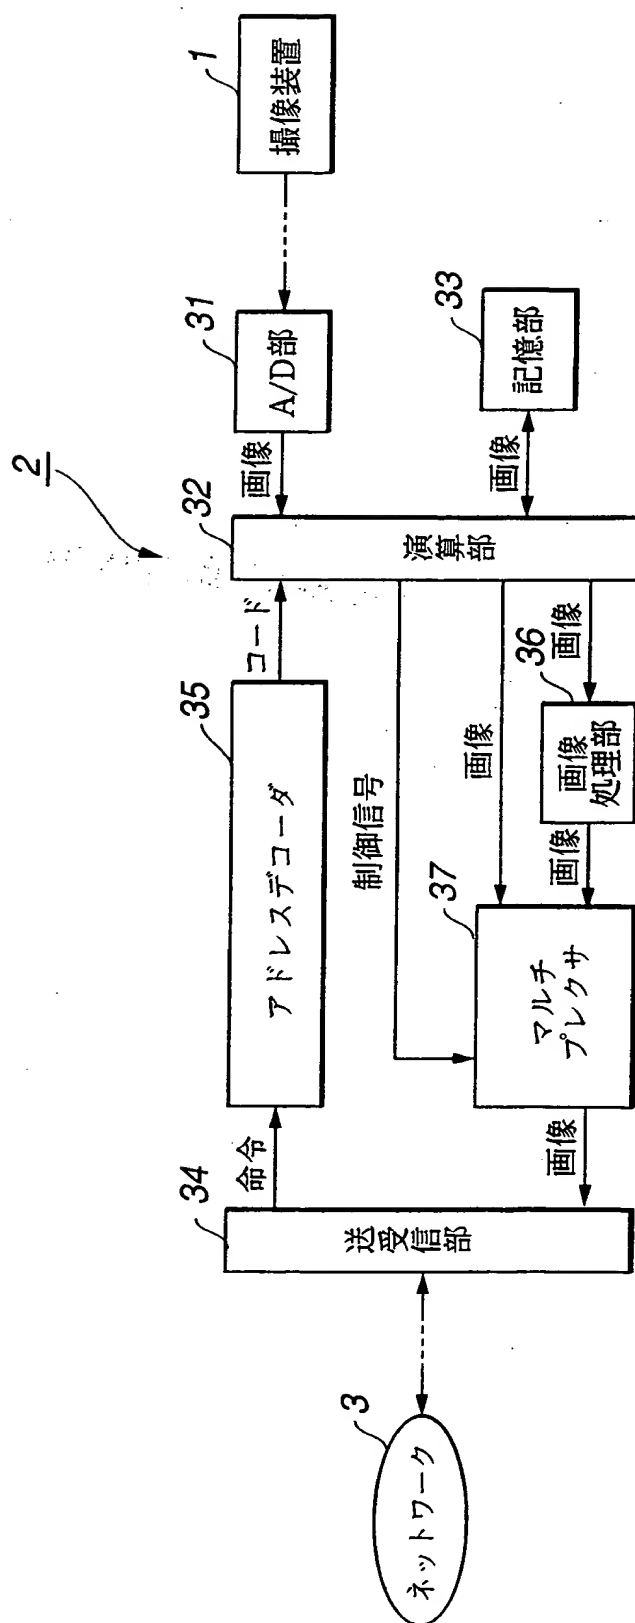 2
1
撮像装置
31
A/D部
画像
33
記憶部
画像
32
演算部
コード
35
アドレスデコーダ
命令
34
送受信部
制御信号
画像
画像
36
画像
処理部
画像
37
マルチ
プレクサ
画像
3
ネットワーク